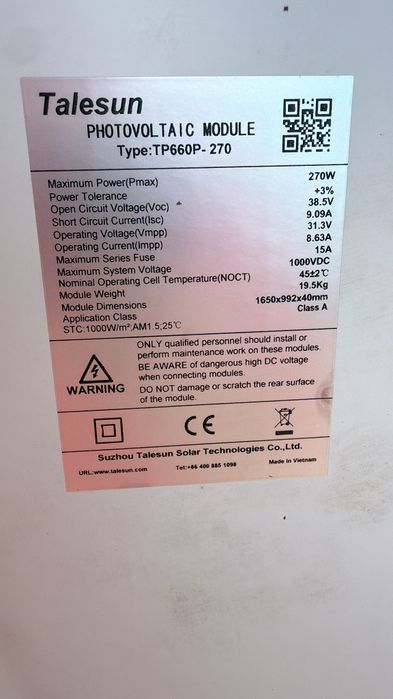 Talesun
PHOTOVOLTAIC MODULE
Type:TP660P- 270
Maximum Power(Pmax) 270W
Power Tolerance +3%
Open Circuit Voltage(Voc) 38.5V
Short Circuit Current(Isc) 9.09A
Operating Voltage(Vmpp) 31.3V
Operating Current(Impp) 8.63A
Maximum Series Fuse 15A
Maximum System Voltage 1000VDC
Nominal Operating Cell Temperature(NOCT) 45±2℃
Module Weight 19.5Kg
Module Dimensions 1650x992x40mm
Application Class Class A
STC:1000W/m²,AM1.5;25℃
WARNING
ONLY qualified personnel should install or
perform maintenance work on these modules.
BE AWARE of dangerous high DC voltage
when connecting modules.
DO NOT damage or scratch the rear surface
of the module.
CE
Suzhou Talesun Solar Technologies Co.,Ltd.
URL:www.talesun.com Tel:+86 400 885 1098 Made in Vietnam